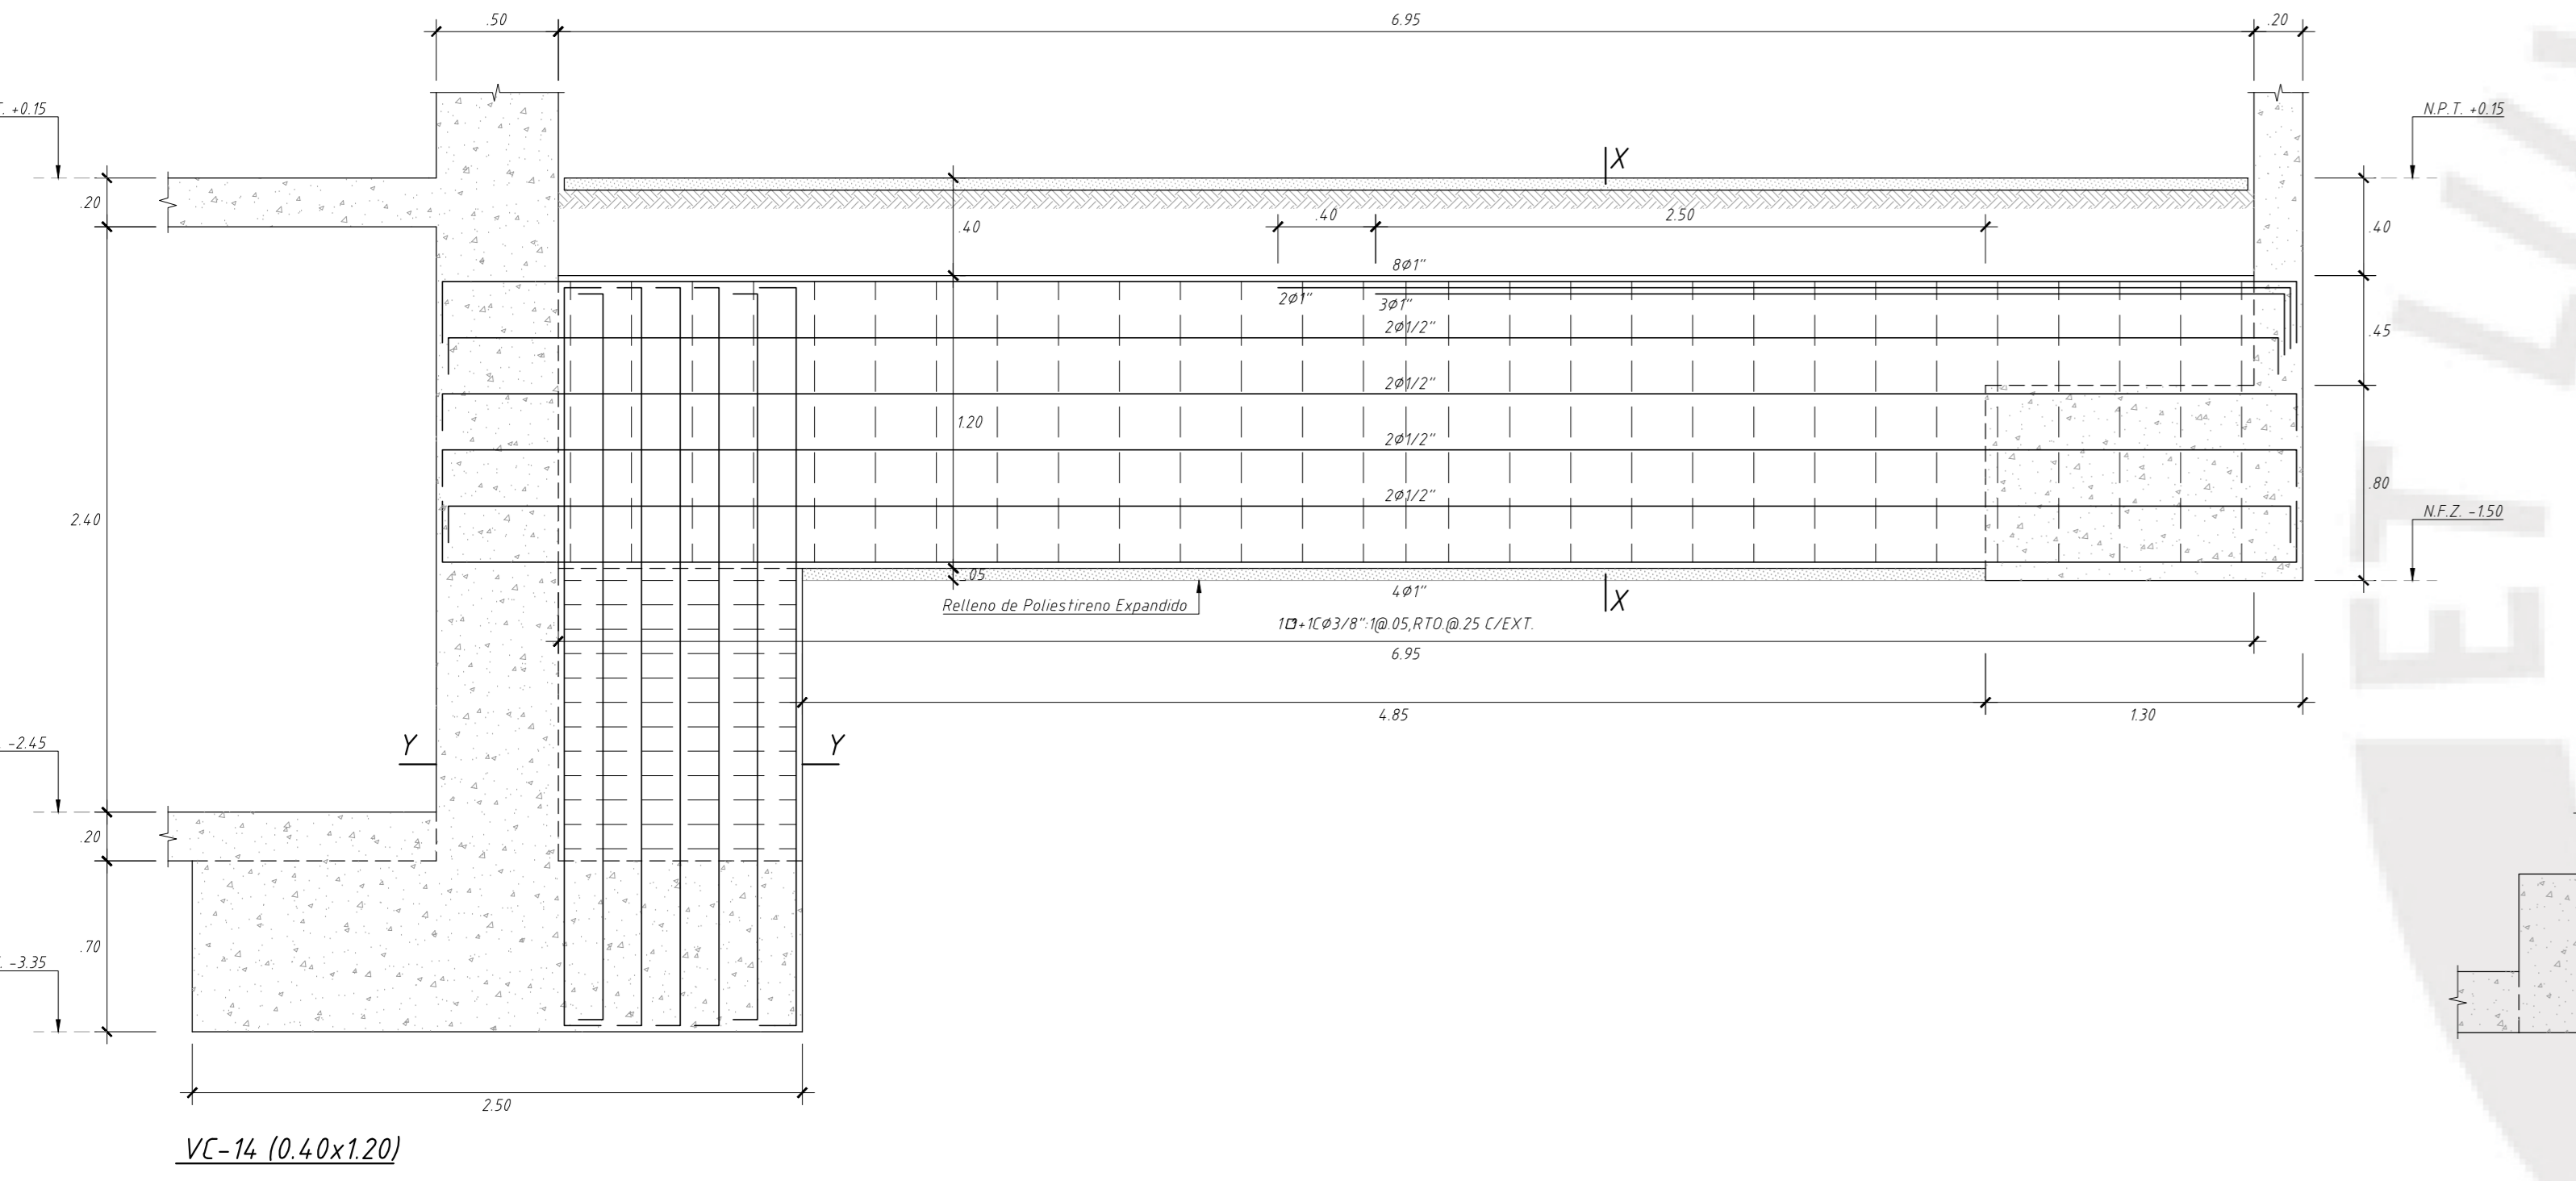 .50
6.95
.20
. +0.15
N.P.T. +0.15
X
.20
.40
.40
2.50
.40
8Ø1"
2Ø1"
3Ø1"
2Ø1/2"
.45
2Ø1/2"
1.20
2Ø1/2"
.80
2Ø1/2"
N.F.Z. -1.50
2.40
.05
4Ø1"
Relleno de Poliestireno Expandido
X
1□+1CØ3/8":1@.05,RTO.@.25 C/EXT.
6.95
4.85
1.30
-2.45
Y
Y
.20
.70
. -3.35
2.50
VC-14 (0.40x1.20)